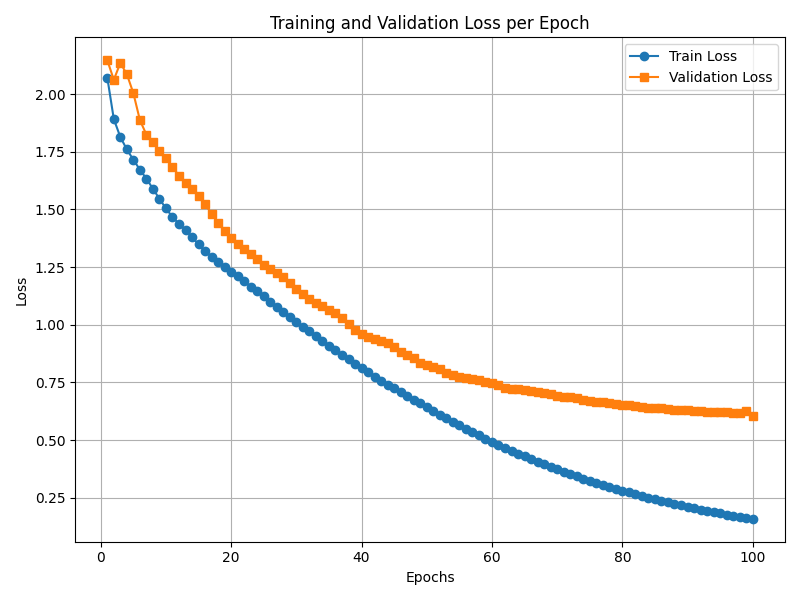 Training and Validation Loss per Epoch
Train Loss
Validation Loss
2.00
1.75
1.50
1.25
1.00
0.75
0.50
0.25
Loss
0 20 40 60 80 100
Epochs